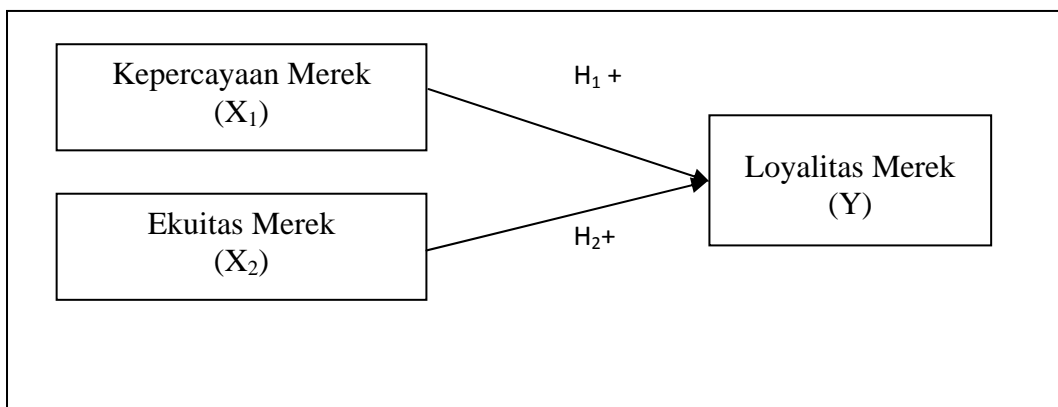 Kepercayaan Merek
(X₁)
H₁ +
Loyalitas Merek
(Y)
Ekuitas Merek
(X₂)
H₂+